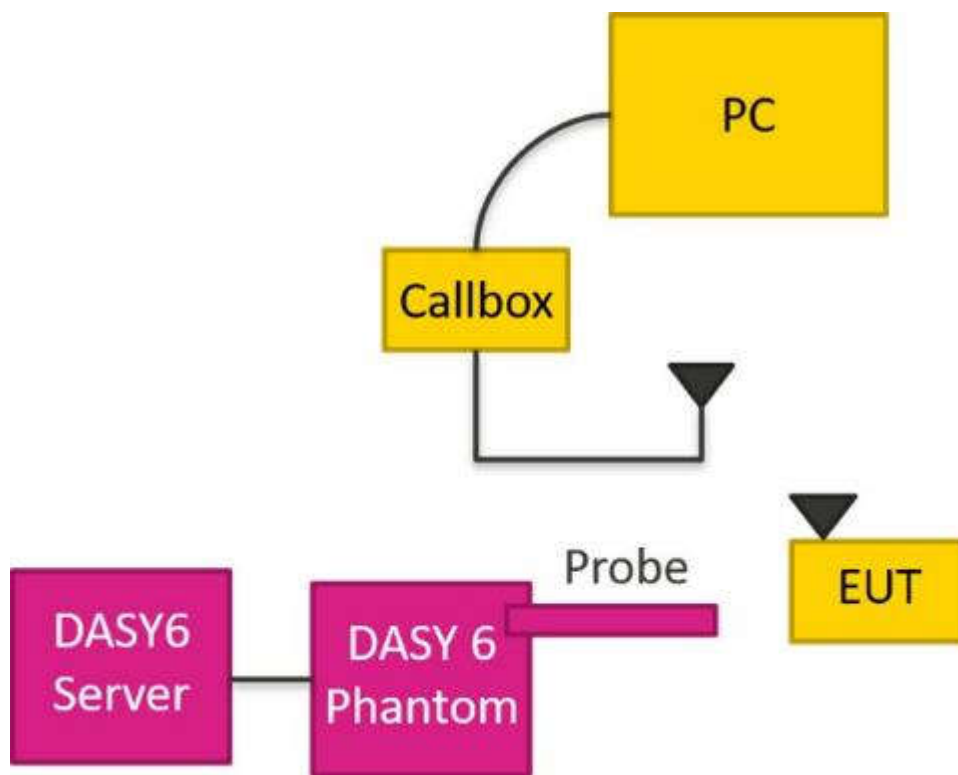 PC
Callbox
Probe
EUT
DASY6
Server
DASY 6
Phantom